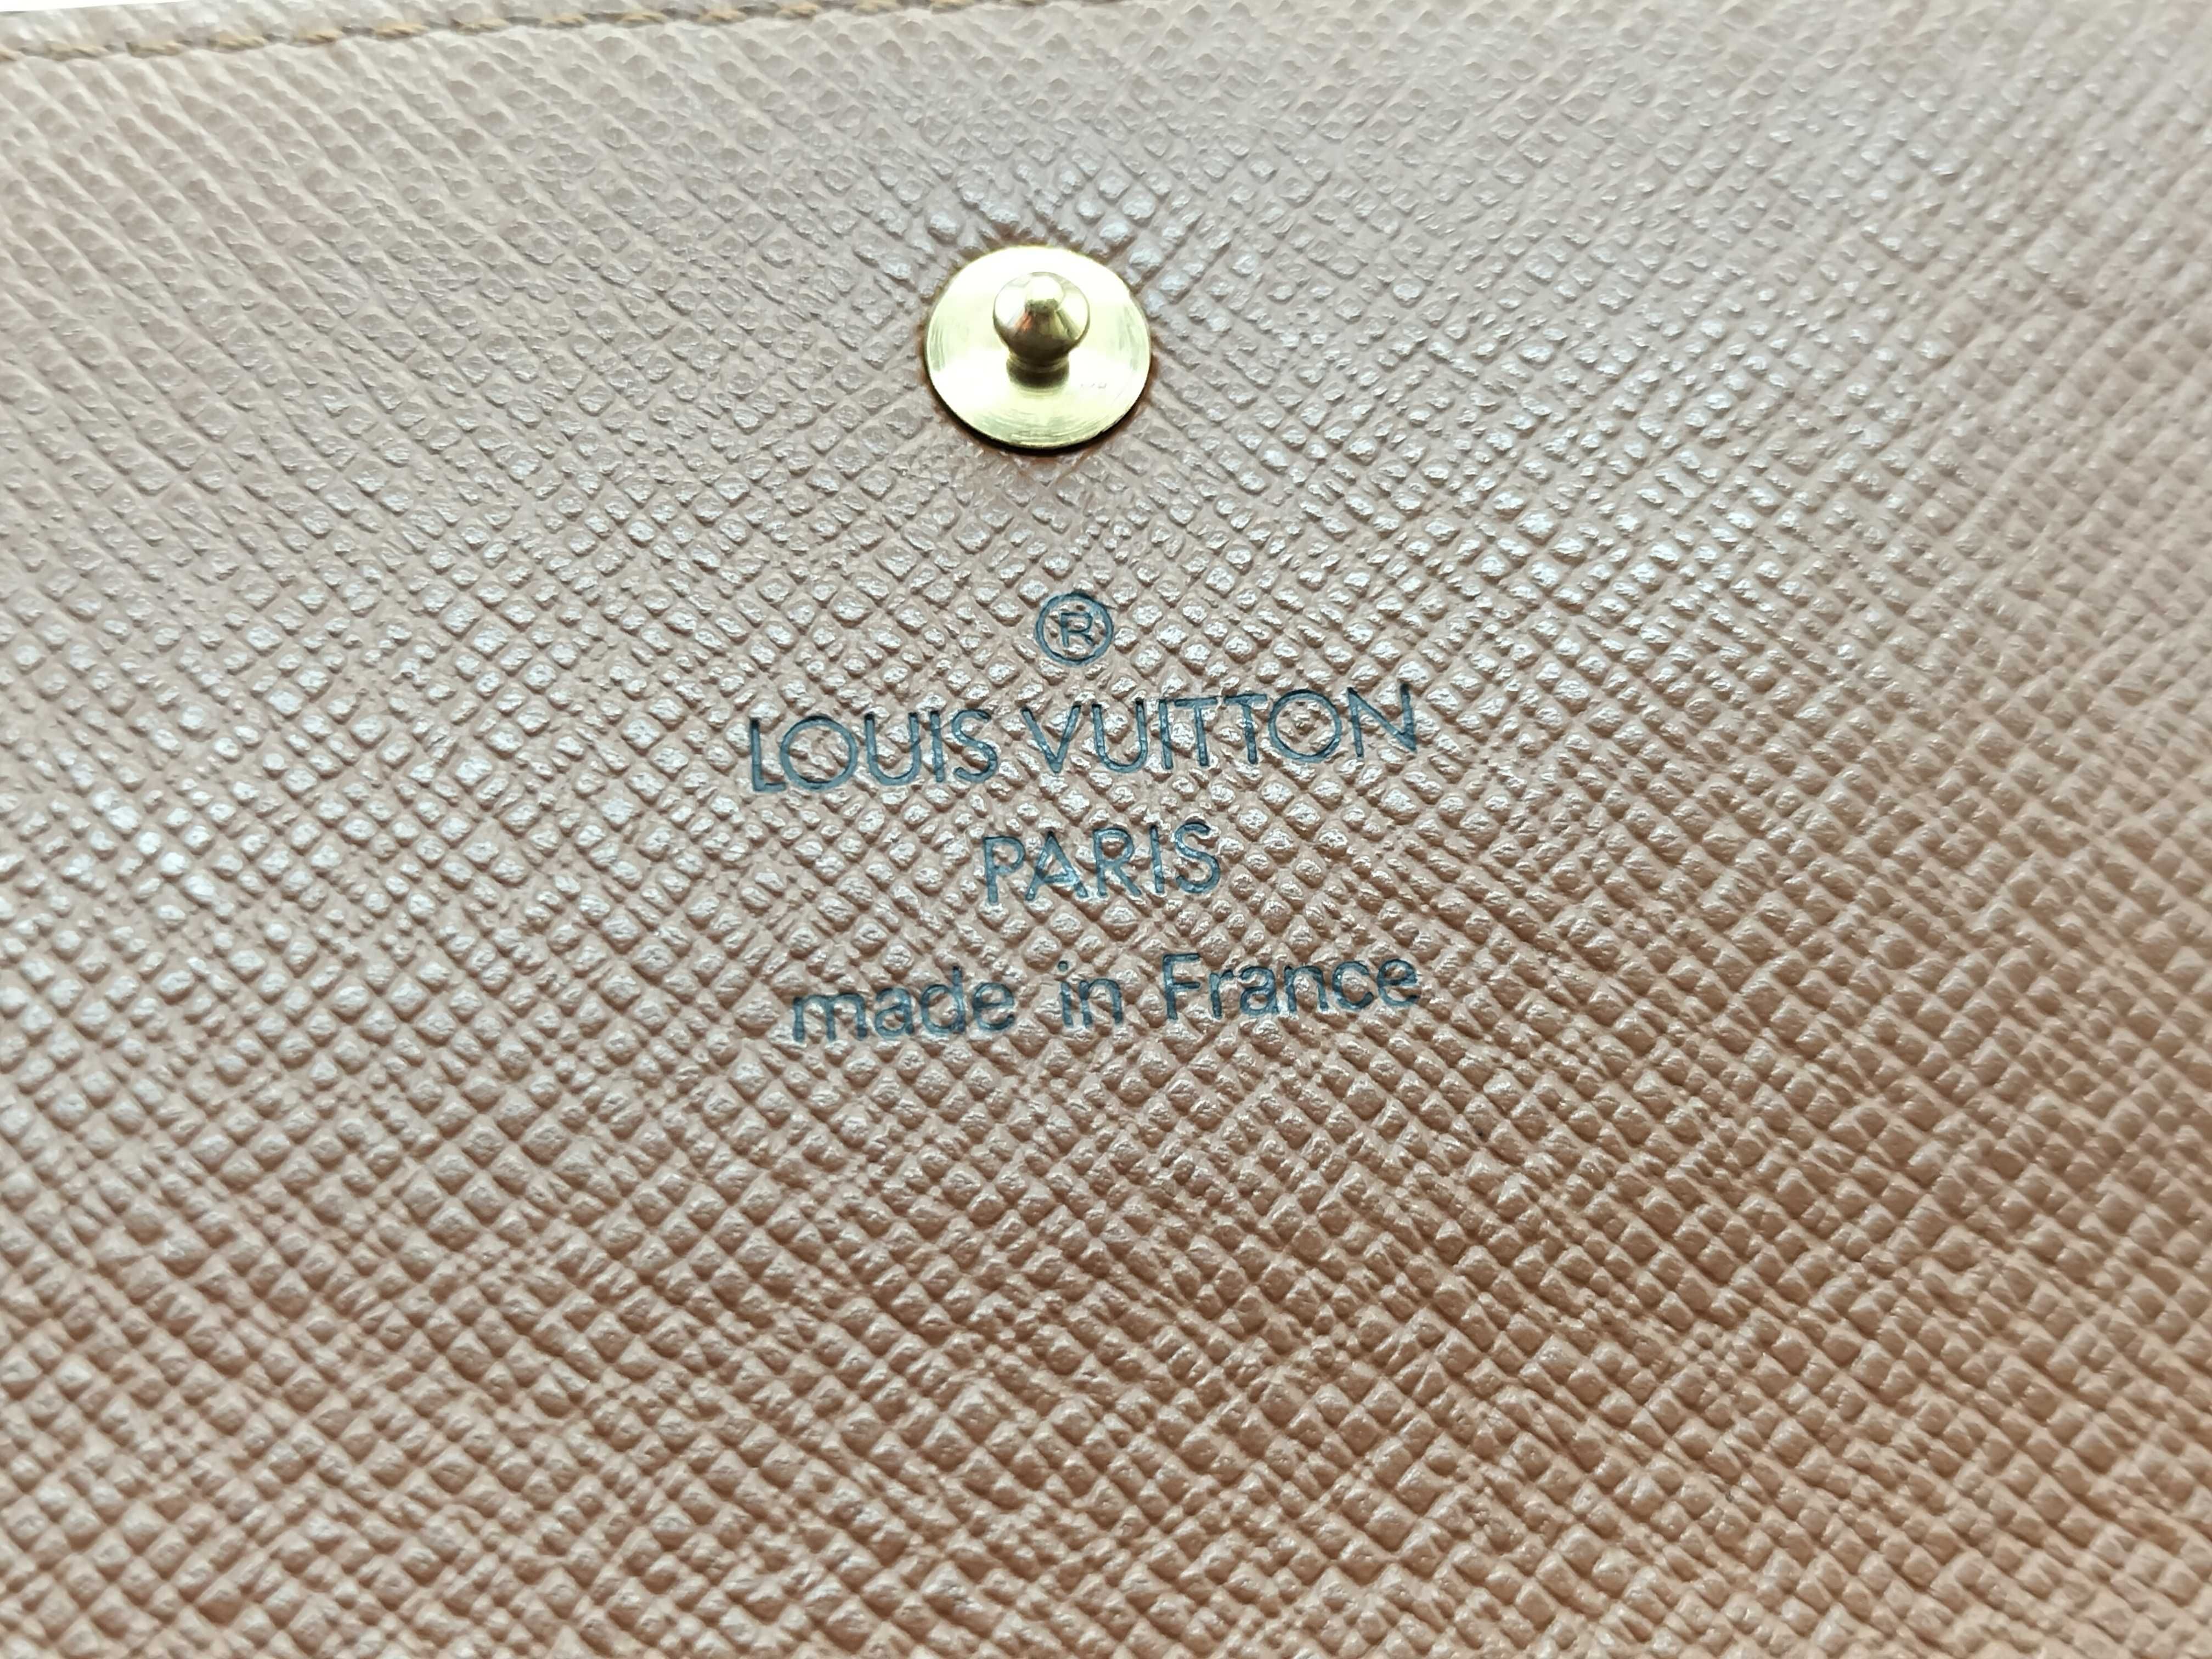 ®
LOUIS VUITTON
PARIS
made in France